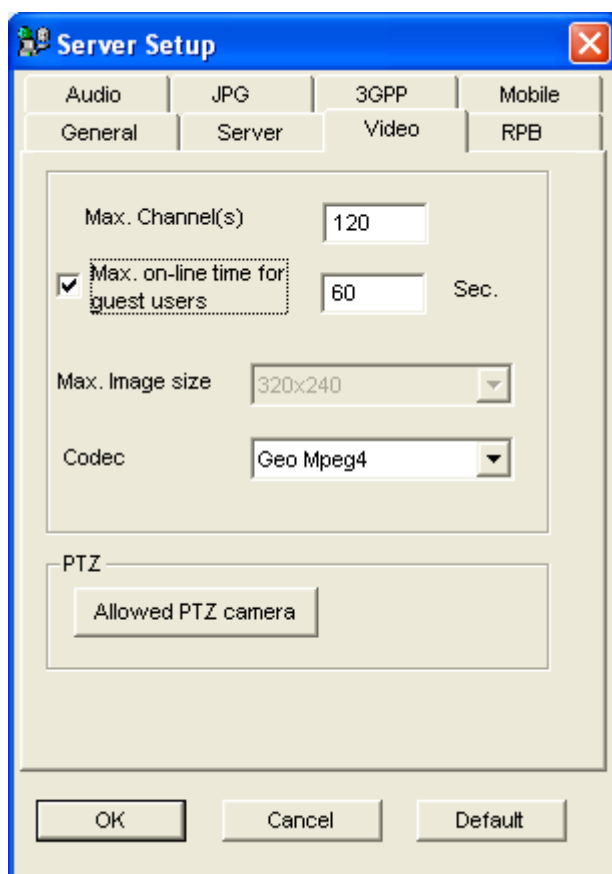 Server Setup
Audio JPG 3GPP Mobile
General Server Video RPB
Max. Channel(s) 120
Max. on-line time for
guest users 60 Sec.
Max. Image size 320x240
Codec Geo Mpeg4
PTZ
Allowed PTZ camera
OK Cancel Default